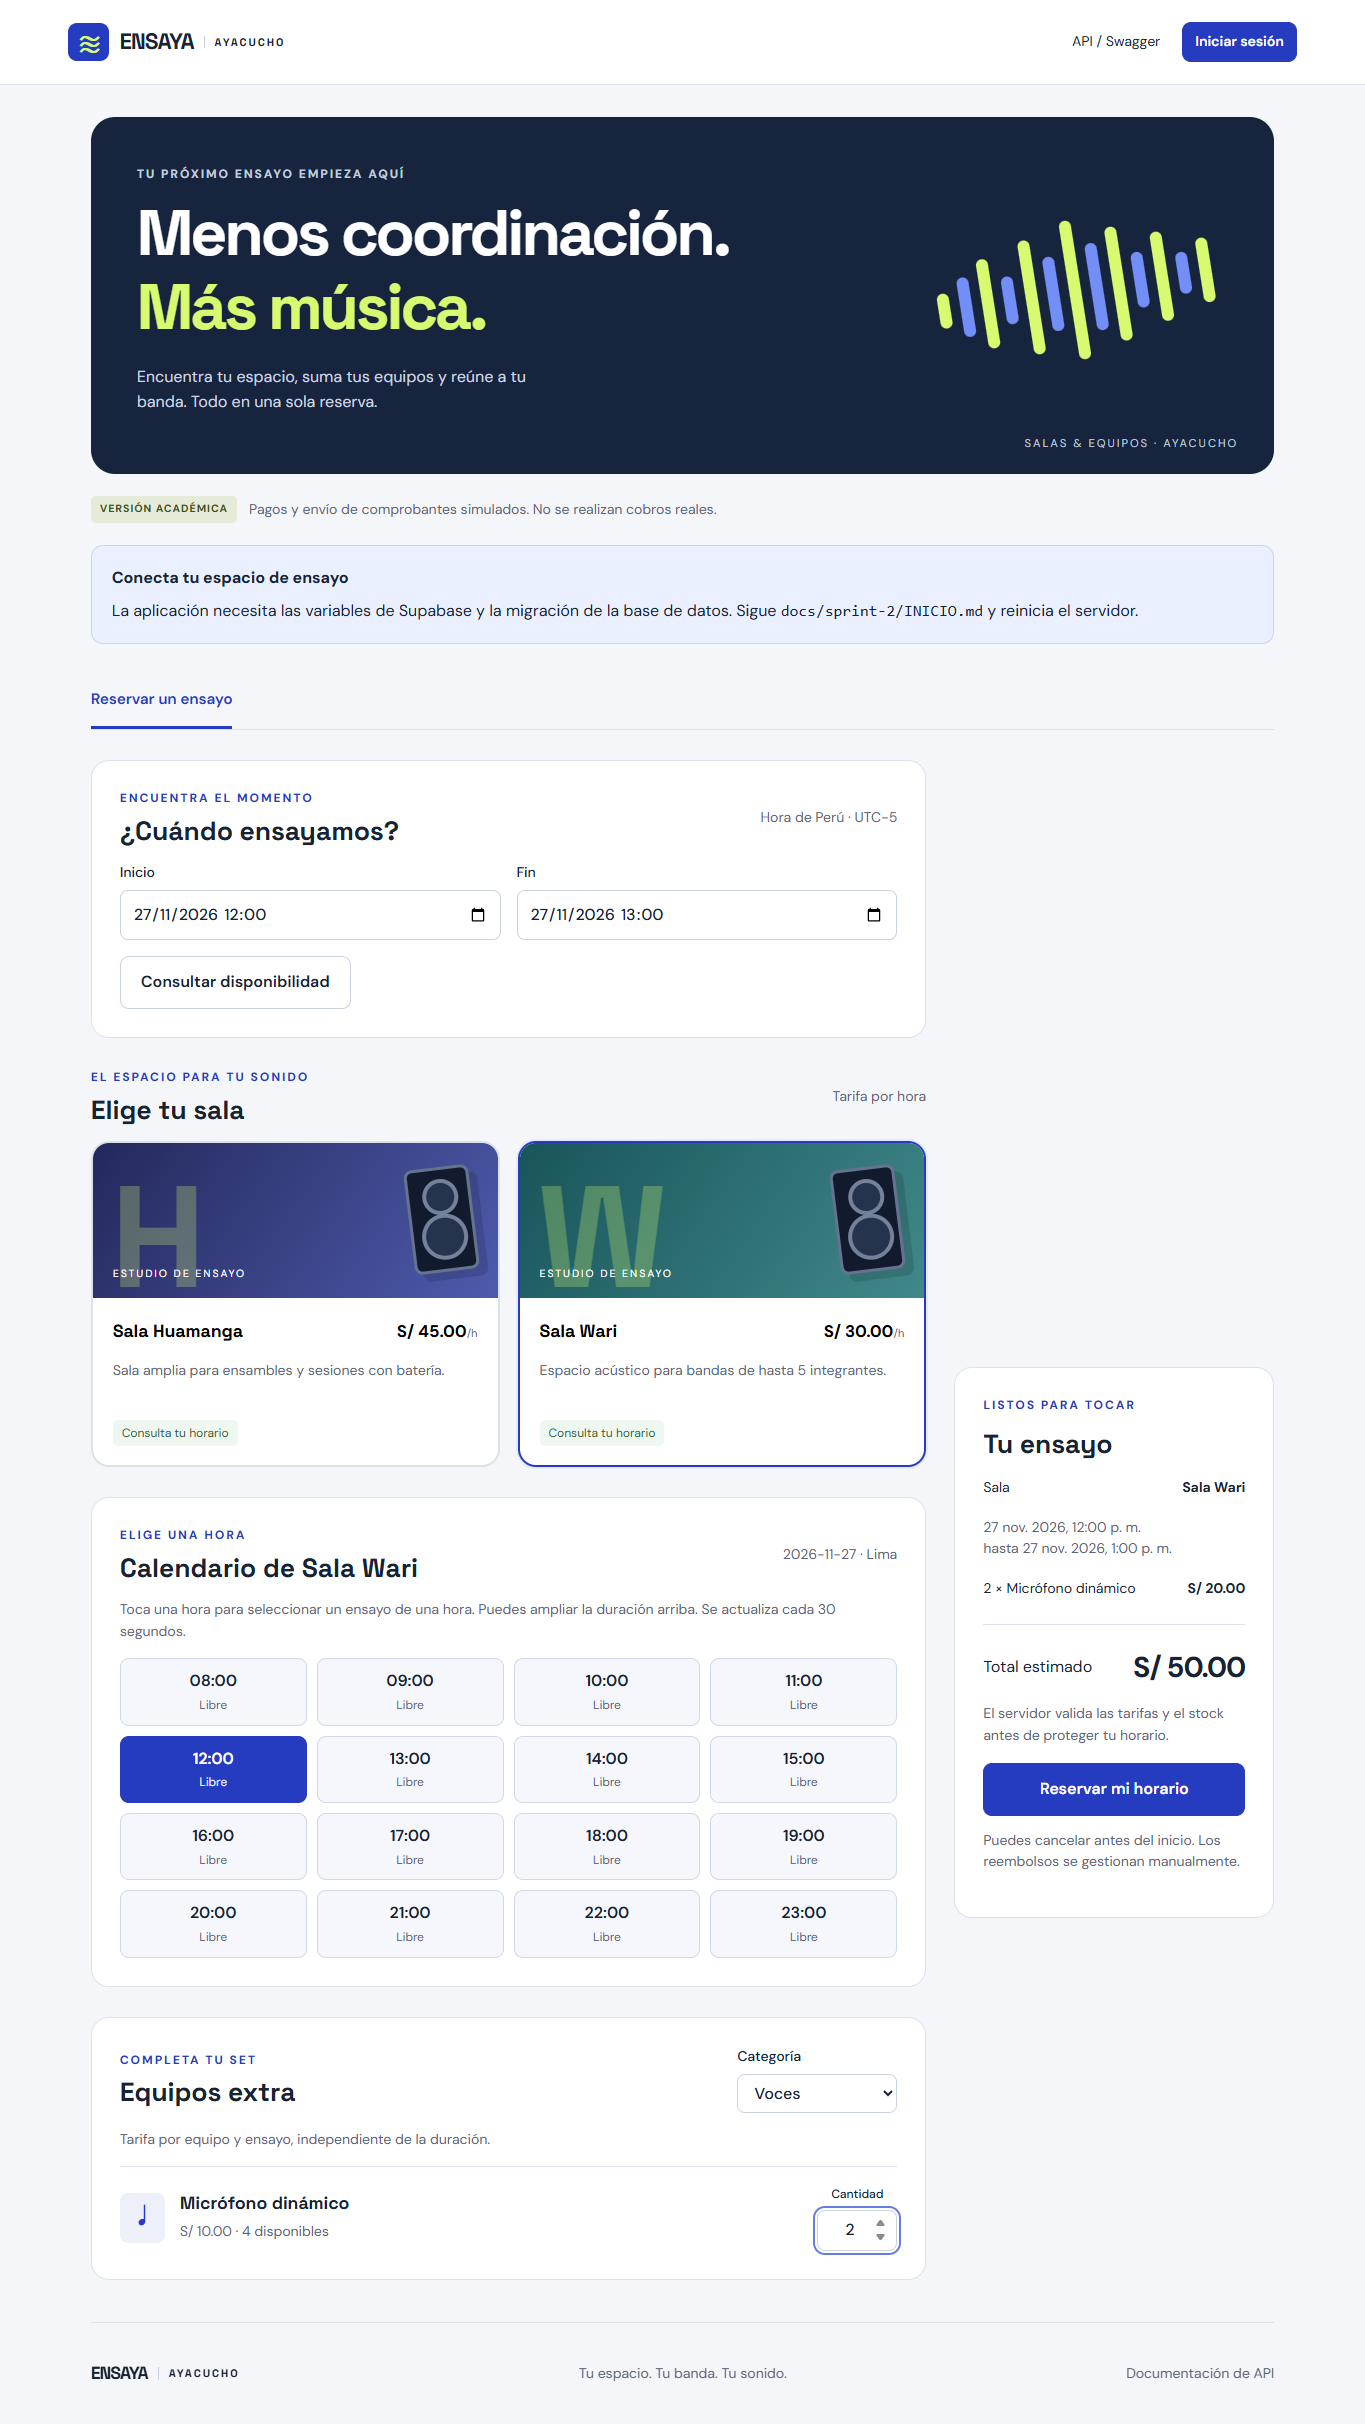 ENSAYA | AYACUCHO
API / Swagger
Iniciar sesión
TU PRÓXIMO ENSAYO EMPIEZA AQUÍ
Menos coordinación.
Más música.
Encuentra tu espacio, suma tus equipos y reúne a tu
banda. Todo en una sola reserva.
SALAS & EQUIPOS · AYACUCHO
VERSIÓN ACADÉMICA
Pagos y envío de comprobantes simulados. No se realizan cobros reales.
Conecta tu espacio de ensayo
La aplicación necesita las variables de Supabase y la migración de la base de datos. Sigue docs/sprint-2/INICIO.md y reinicia el servidor.
Reservar un ensayo
ENCUENTRA EL MOMENTO
¿Cuándo ensayamos?
Hora de Perú · UTC-5
Inicio
27/11/2026 12:00
Fin
27/11/2026 13:00
Consultar disponibilidad
EL ESPACIO PARA TU SONIDO
Elige tu sala
Tarifa por hora
H
ESTUDIO DE ENSAYO
Sala Huamanga
S/ 45.00/h
Sala amplia para ensambles y sesiones con batería.
Consulta tu horario
W
ESTUDIO DE ENSAYO
Sala Wari
S/ 30.00/h
Espacio acústico para bandas de hasta 5 integrantes.
Consulta tu horario
ELIGE UNA HORA
Calendario de Sala Wari
2026-11-27 · Lima
Toca una hora para seleccionar un ensayo de una hora. Puedes ampliar la duración arriba. Se actualiza cada 30
segundos.
08:00
Libre
09:00
Libre
10:00
Libre
11:00
Libre
12:00
Libre
13:00
Libre
14:00
Libre
15:00
Libre
16:00
Libre
17:00
Libre
18:00
Libre
19:00
Libre
20:00
Libre
21:00
Libre
22:00
Libre
23:00
Libre
COMPLETA TU SET
Equipos extra
Categoría
Voces
Tarifa por equipo y ensayo, independiente de la duración.
Micrófono dinámico
S/ 10.00 · 4 disponibles
Cantidad
2
LISTOS PARA TOCAR
Tu ensayo
Sala
Sala Wari
27 nov. 2026, 12:00 p. m.
hasta 27 nov. 2026, 1:00 p. m.
2 × Micrófono dinámico
S/ 20.00
Total estimado
S/ 50.00
El servidor valida las tarifas y el stock
antes de proteger tu horario.
Reservar mi horario
Puedes cancelar antes del inicio. Los
reembolsos se gestionan manualmente.
ENSAYA | AYACUCHO
Tu espacio. Tu banda. Tu sonido.
Documentación de API